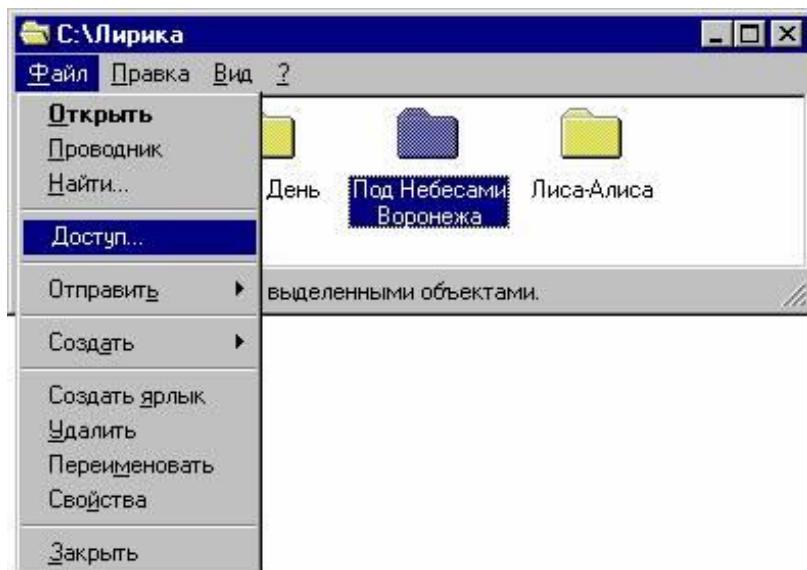 C:\Лирика
Файл Правка Вид ?
Открыть
Проводник
Найти...
Доступ...
Отправить
Создать
Создать ярлык
Удалить
Переименовать
Свойства
Закрыть
День
Под Небесами
Воронежа
Лиса-Алиса
выделенными объектами.